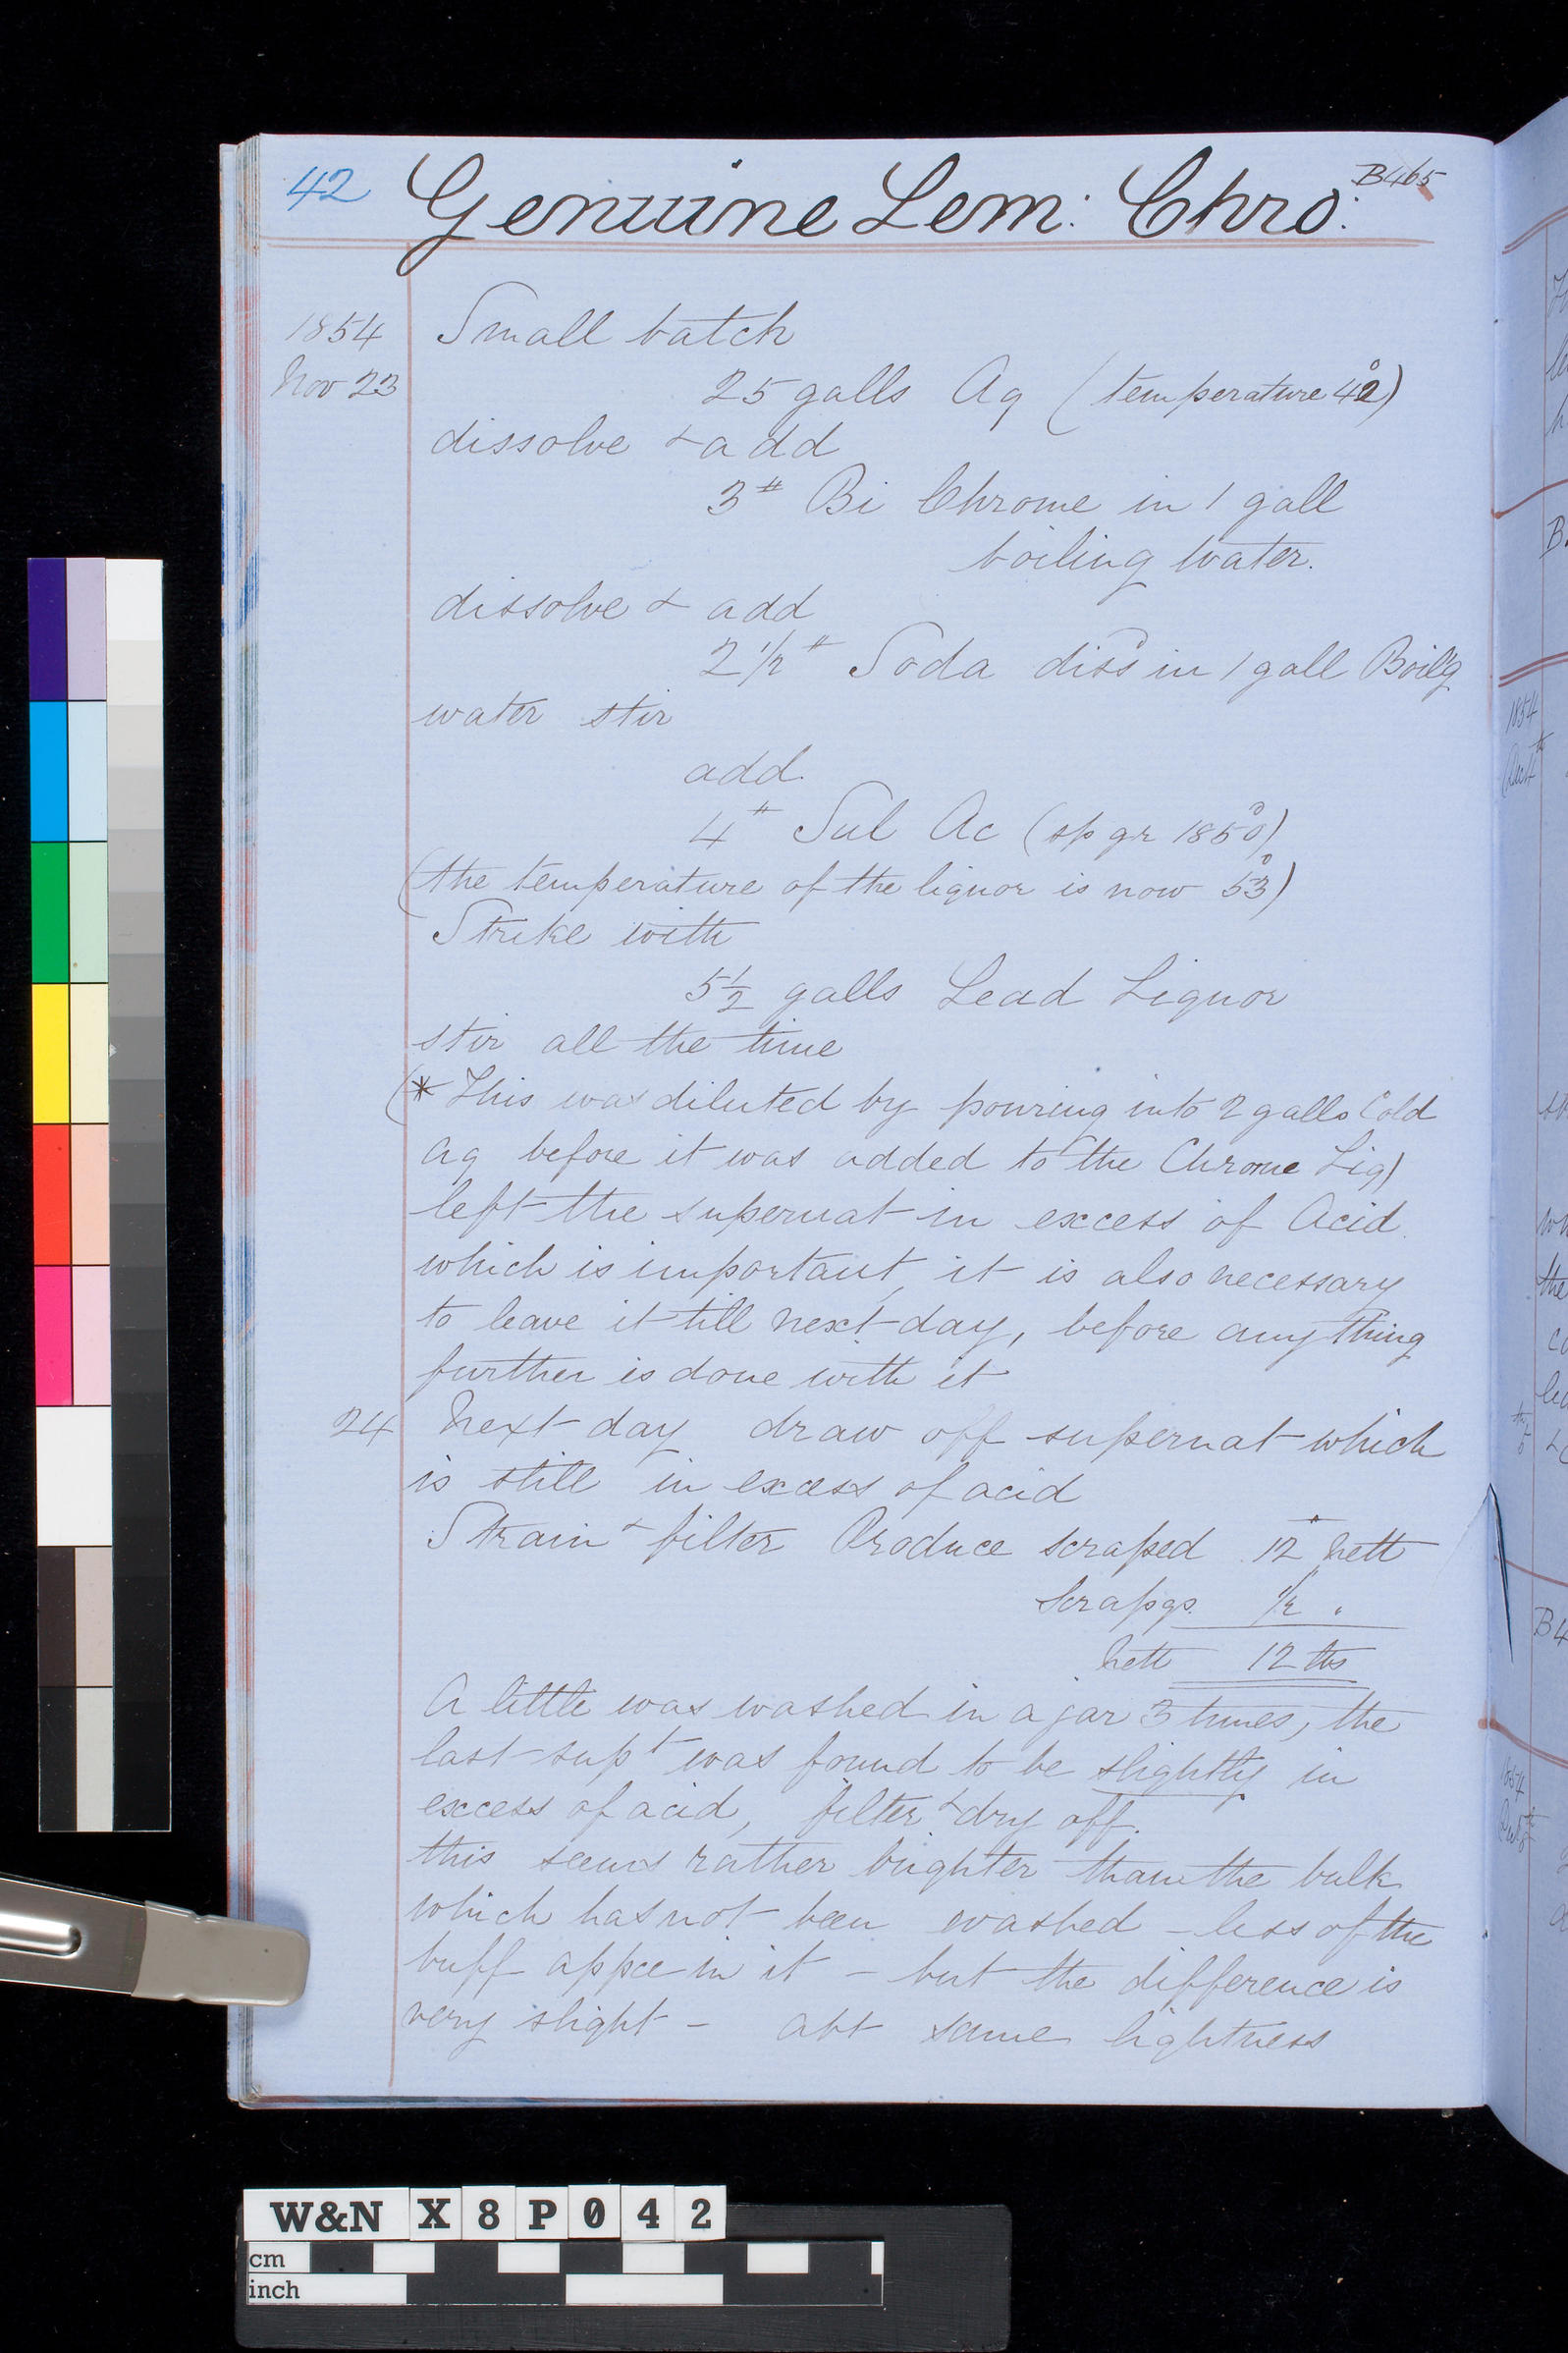 42 Genuine Lem: Chro: B465
1854 Small batch
Nov 23 25 galls Aq (temperature 42°)
dissolve & add
3# Bi Chrome in 1 gall
boiling water.
dissolve & add
2 1/2# Soda diss in 1 gall Boilg
water stir
add.
4# Sul Ac (sp gr 1850°)
(the temperature of the liquor is now 53°)
Strike with
5 1/2 galls Lead Liquor
stir all the time
(* This was diluted by pouring into 2 galls Cold
aq before it was added to the Chrome Liq)
left the supernat in excess of Acid.
which is important, it is also necessary
to leave it till next day, before any thing
further is done with it
24 Next day draw off supernat which
is still in excess of acid
Strain & filter Produce scraped 12 nett
Scrapgs. 1/2 "
nett 12 lbs
A little was washed in a jar 3 times, the
last supt was found to be slightly in
excess of acid, filter & dry off.
this seems rather brighter than the bulk
which has not been washed - less of the
buff appce in it - but the difference is
very slight - abt same lightness
W&N X8P042
cm
inch